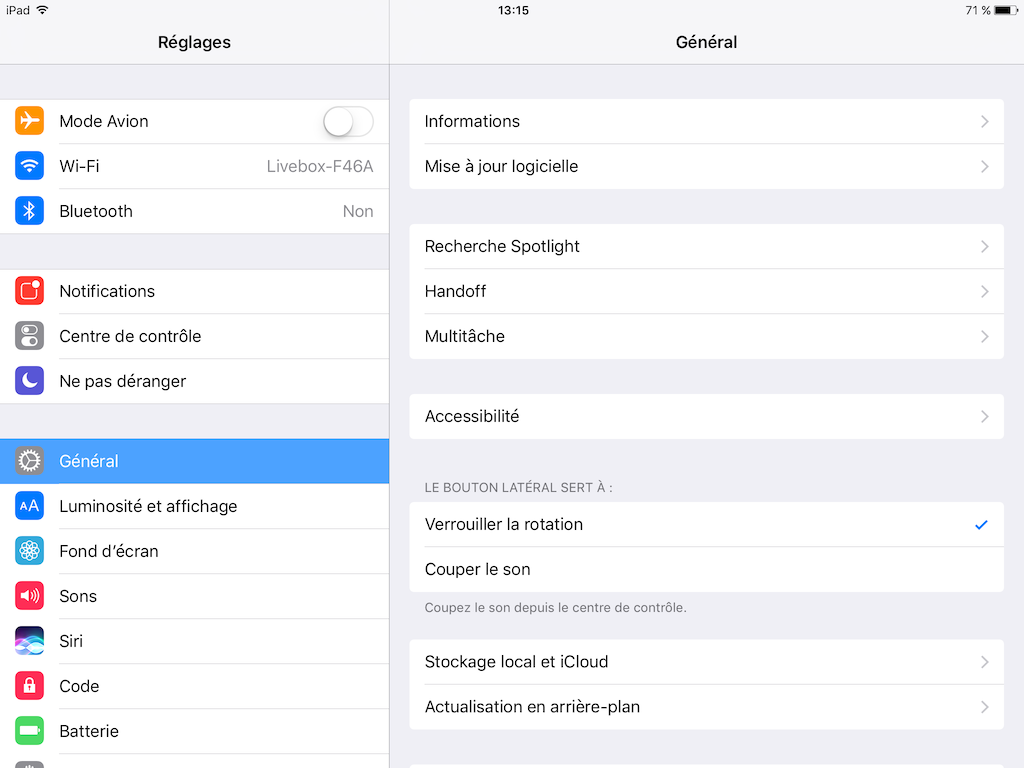 iPad
13:15
71 %
Réglages
Mode Avion
Wi-Fi Livebox-F46A
Bluetooth Non
Notifications
Centre de contrôle
Ne pas déranger
Général
AA Luminosité et affichage
Fond d’écran
Sons
Siri
Code
Batterie
Général
Informations
Mise à jour logicielle
Recherche Spotlight
Handoff
Multitâche
Accessibilité
LE BOUTON LATÉRAL SERT À :
Verrouiller la rotation
Couper le son
Coupez le son depuis le centre de contrôle.
Stockage local et iCloud
Actualisation en arrière-plan